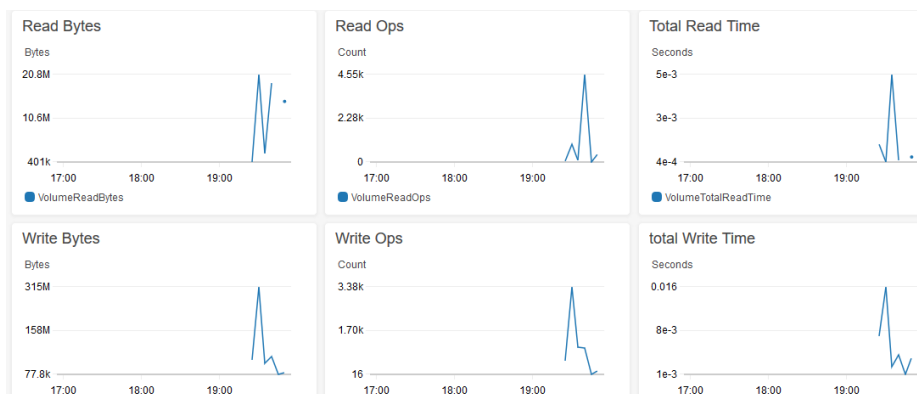 Read Bytes
Bytes
20.8M
10.6M
401k
17:00 18:00 19:00
VolumeReadBytes
Read Ops
Count
4.55k
2.28k
0
17:00 18:00 19:00
VolumeReadOps
Total Read Time
Seconds
5e-3
3e-3
4e-4
17:00 18:00 19:00
VolumeTotalReadTime
Write Bytes
Bytes
315M
158M
77.8k
17:00 18:00 19:00
Write Ops
Count
3.38k
1.70k
16
17:00 18:00 19:00
total Write Time
Seconds
0.016
8e-3
1e-3
17:00 18:00 19:00